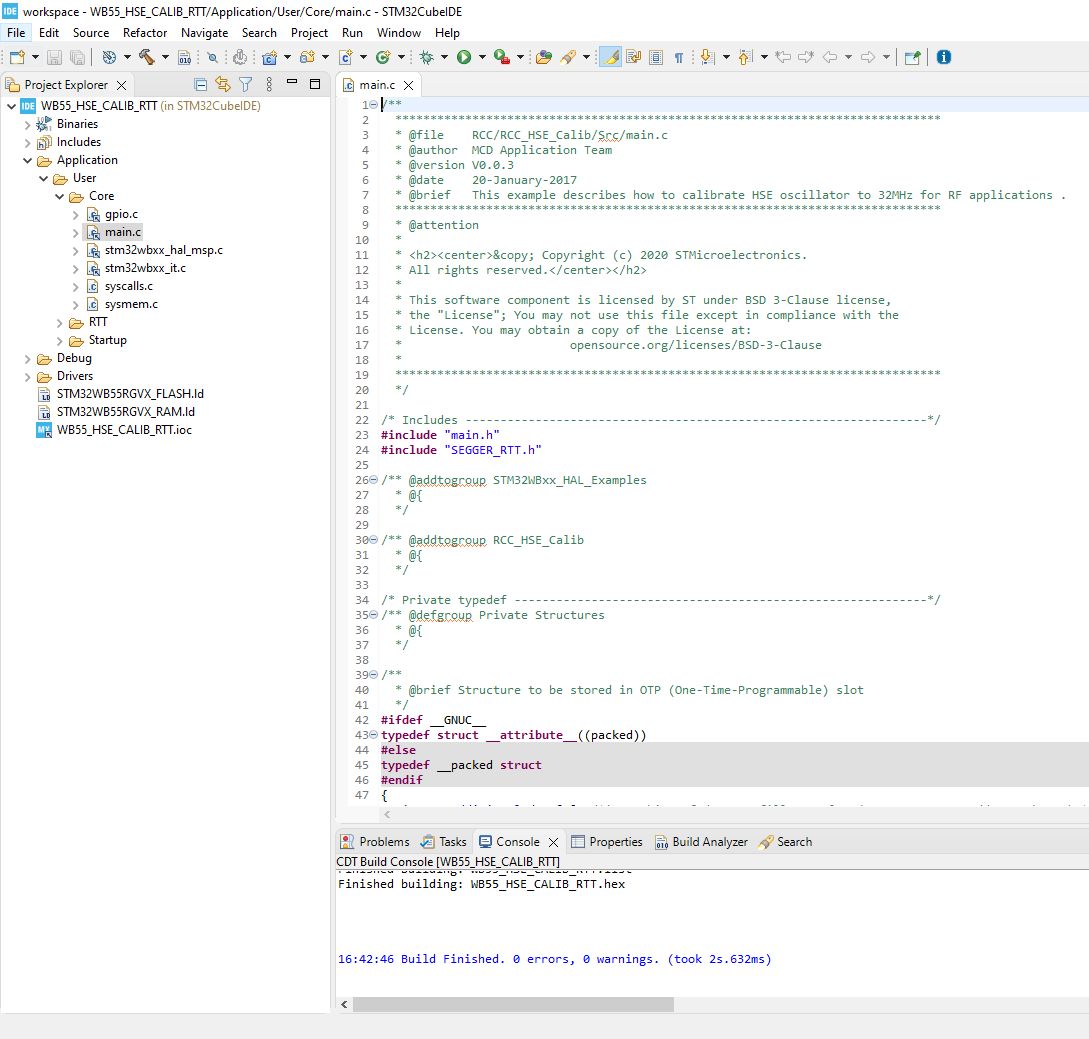 IDE workspace - WB55_HSE_CALIB_RTT/Application/User/Core/main.c - STM32CubeIDE
File Edit Source Refactor Navigate Search Project Run Window Help
Project Explorer
WB55_HSE_CALIB_RTT (in STM32CubeIDE)
Binaries
Includes
Application
User
Core
gpio.c
main.c
stm32wbxx_hal_msp.c
stm32wbxx_it.c
syscalls.c
sysmem.c
RTT
Startup
Debug
Drivers
STM32WB55RGVX_FLASH.ld
STM32WB55RGVX_RAM.ld
WB55_HSE_CALIB_RTT.ioc
main.c
1 /**
2 ******************************************************************************
3 * @file RCC/RCC_HSE_Calib/Src/main.c
4 * @author MCD Application Team
5 * @version V0.0.3
6 * @date 20-January-2017
7 * @brief This example describes how to calibrate HSE oscillator to 32MHz for RF applications .
8 ******************************************************************************
9 * @attention
10 *
11 * <h2><center>&copy; Copyright (c) 2020 STMicroelectronics.
12 * All rights reserved.</center></h2>
13 *
14 * This software component is licensed by ST under BSD 3-Clause license,
15 * the "License"; You may not use this file except in compliance with the
16 * License. You may obtain a copy of the License at:
17 * opensource.org/licenses/BSD-3-Clause
18 *
19 ******************************************************************************
20 */
21
22 /* Includes ------------------------------------------------------------------*/
23 #include "main.h"
24 #include "SEGGER_RTT.h"
25
26 /** @addtogroup STM32WBxx_HAL_Examples
27 * @{
28 */
29
30 /** @addtogroup RCC_HSE_Calib
31 * @{
32 */
33
34 /* Private typedef -----------------------------------------------------------*/
35 /** @defgroup Private Structures
36 * @{
37 */
38
39 /**
40 * @brief Structure to be stored in OTP (One-Time-Programmable) slot
41 */
42 #ifdef __GNUC__
43 typedef struct __attribute__((packed))
44 #else
45 typedef __packed struct
46 #endif
47 {
Problems Tasks Console Properties Build Analyzer Search
CDT Build Console [WB55_HSE_CALIB_RTT]
Finished building: WB55_HSE_CALIB_RTT.list
Finished building: WB55_HSE_CALIB_RTT.hex
16:42:46 Build Finished. 0 errors, 0 warnings. (took 2s.632ms)